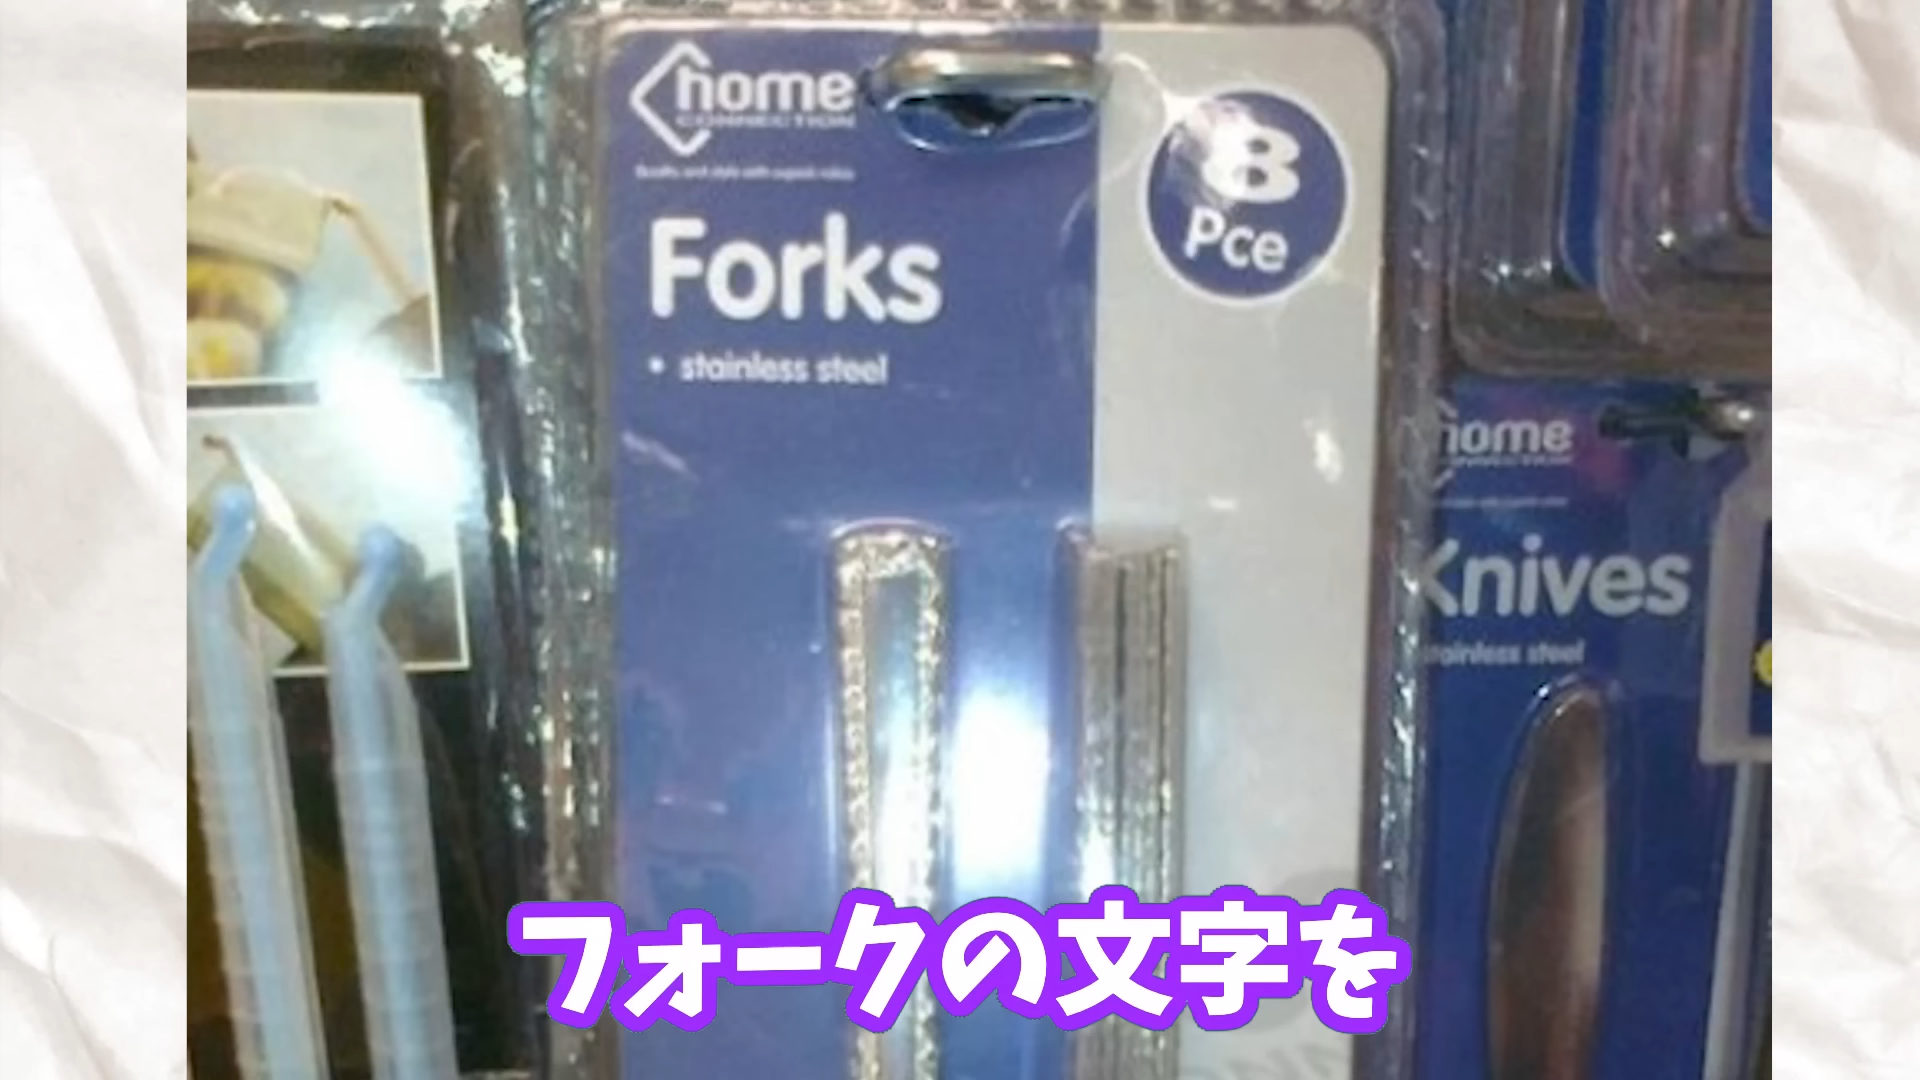 home
CONNECTION
8
Pce
Forks
• stainless steel
home
Knives
stainless steel
フォークの文字を